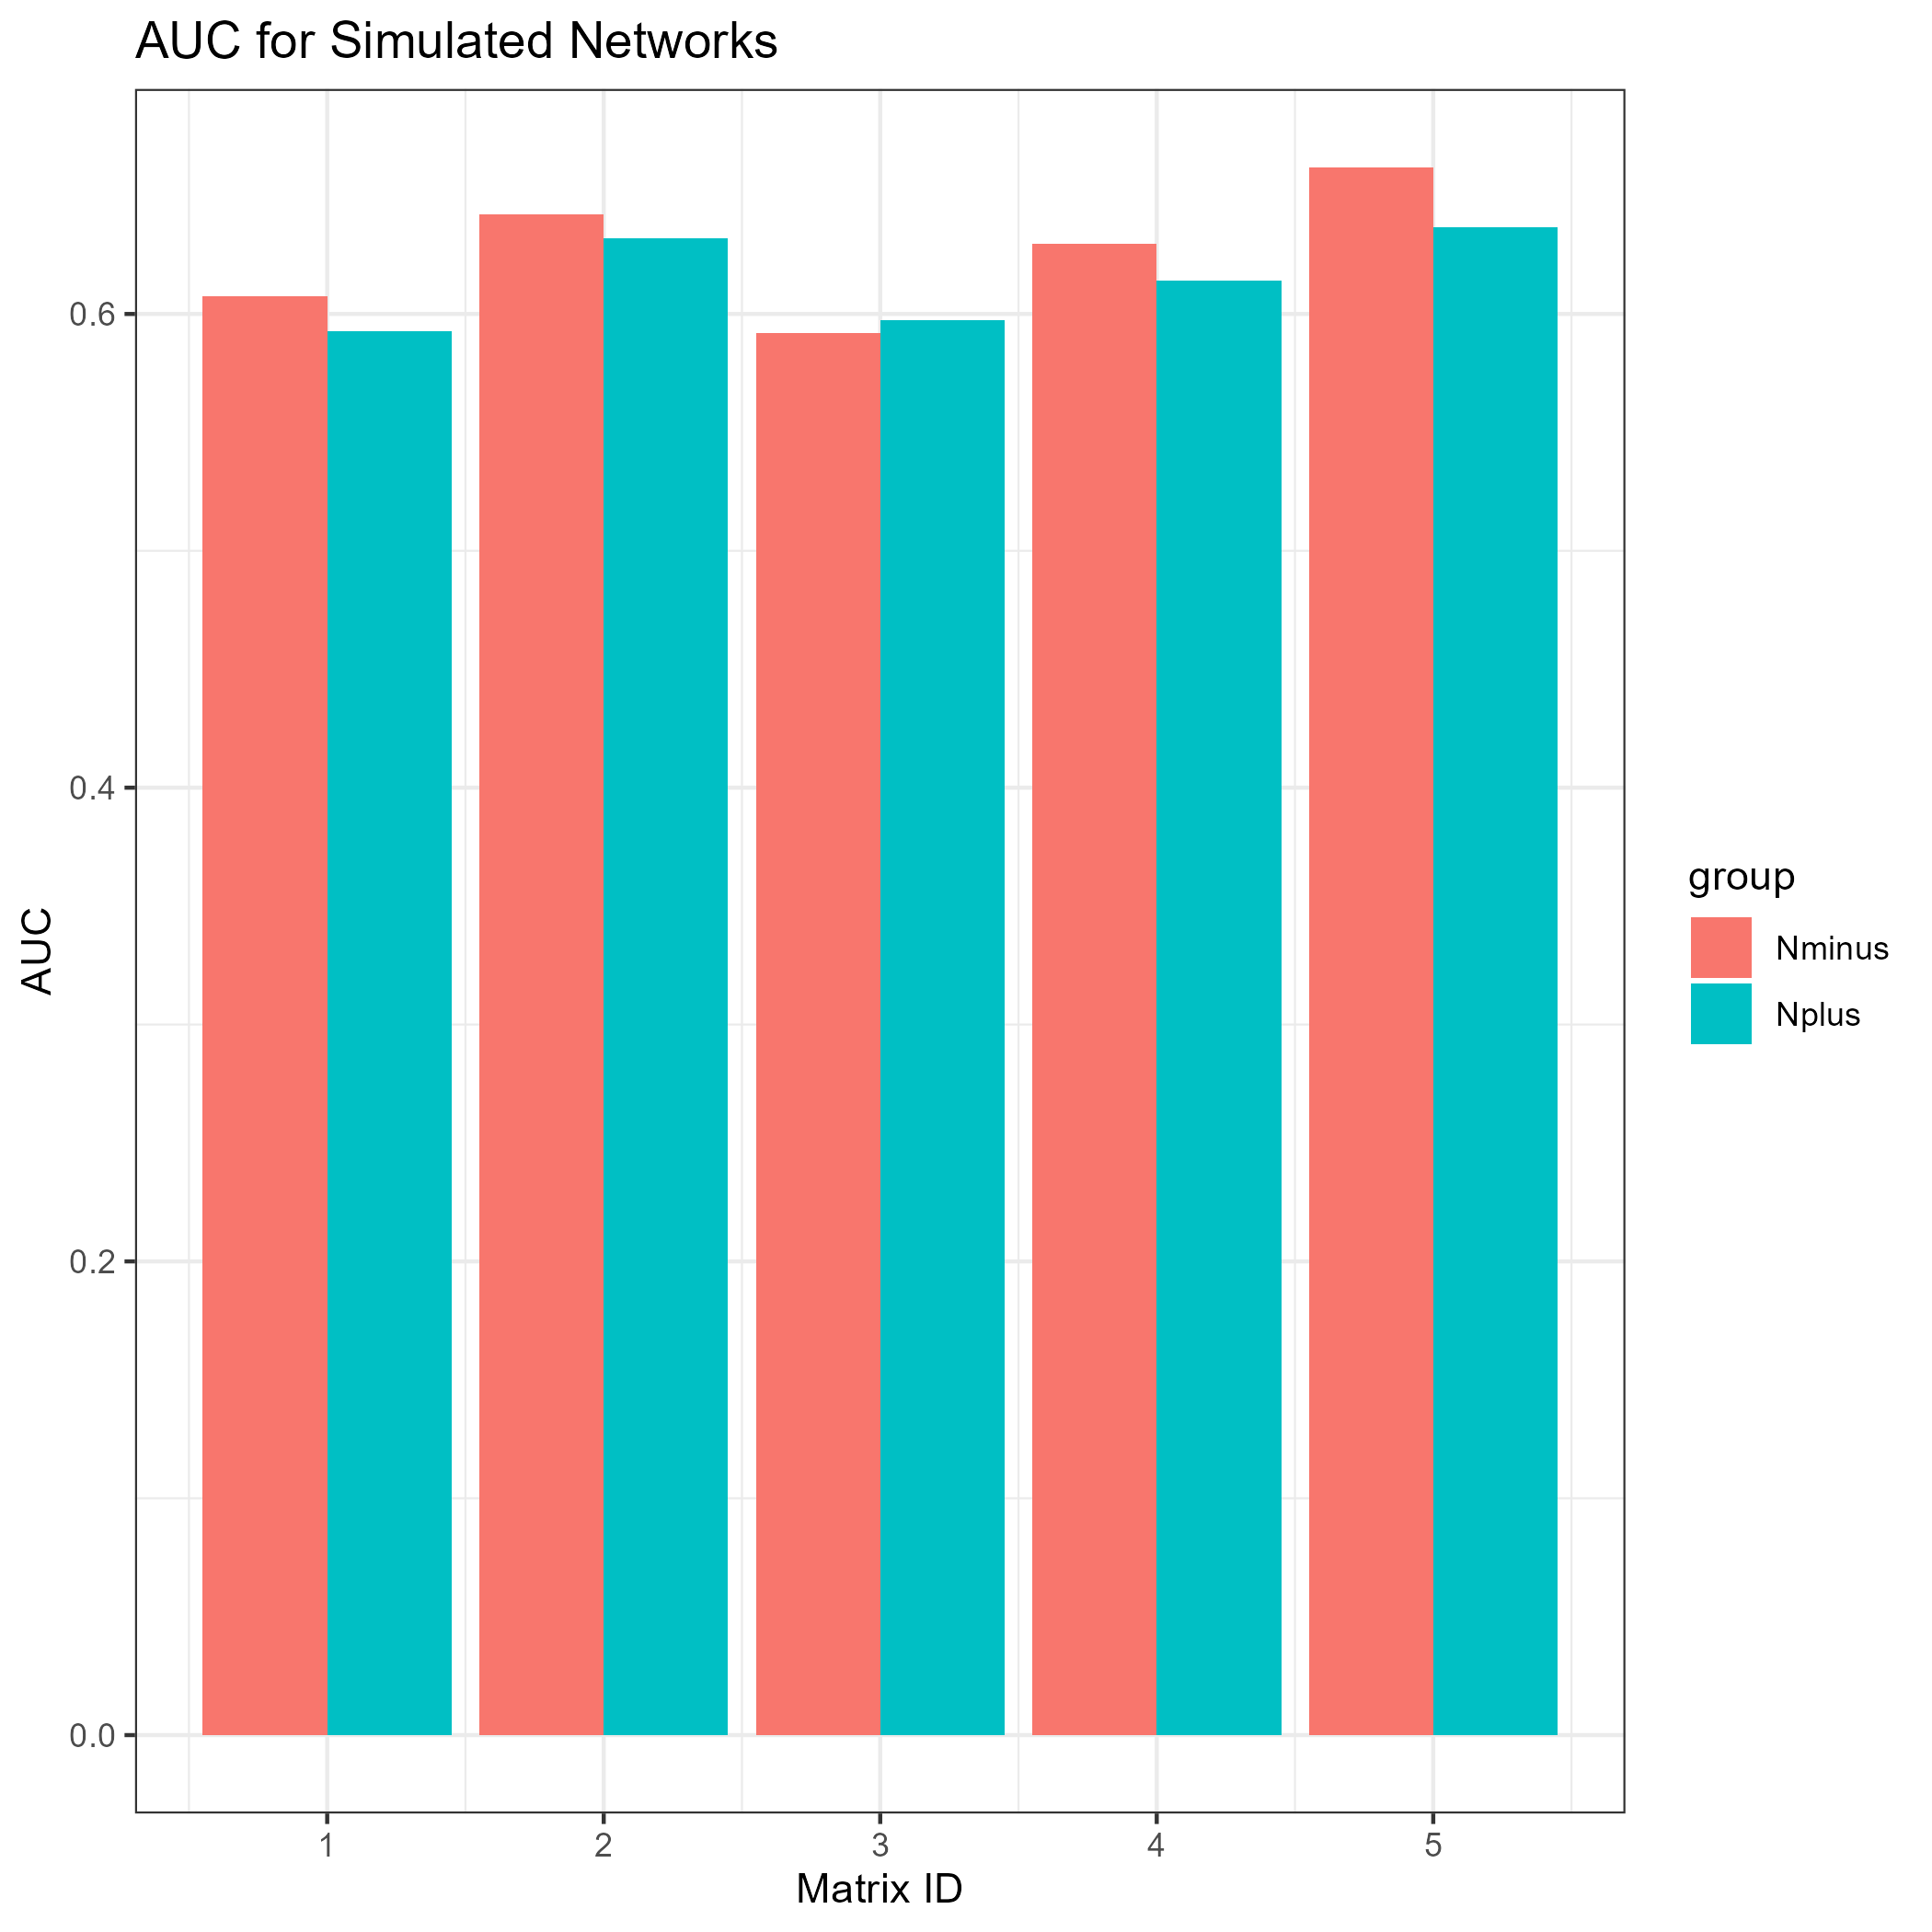 AUC for Simulated Networks
AUC
0.6
0.4
0.2
0.0
1 2 3 4 5
Matrix ID
group
Nminus
Nplus